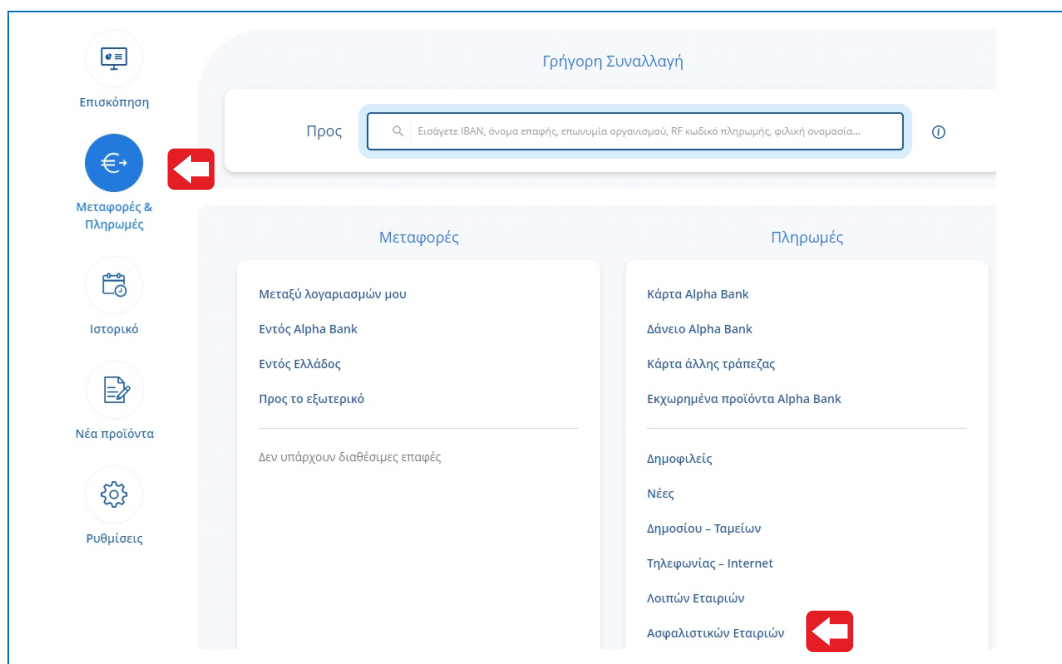 Επισκόπηση
Μεταφορές &
Πληρωμές
Ιστορικό
Νέα προϊόντα
Ρυθμίσεις
Γρήγορη Συναλλαγή
Προς
Εισάγετε IBAN, όνομα επαφής, επωνυμία οργανισμού, RF κωδικό πληρωμής, φιλική ονομασία...
Μεταφορές
Μεταξύ λογαριασμών μου
Εντός Alpha Bank
Εντός Ελλάδος
Προς το εξωτερικό
Δεν υπάρχουν διαθέσιμες επαφές
Πληρωμές
Κάρτα Alpha Bank
Δάνειο Alpha Bank
Κάρτα άλλης τράπεζας
Εκχωρημένα προϊόντα Alpha Bank
Δημοφιλείς
Νέες
Δημοσίου – Ταμείων
Τηλεφωνίας – Internet
Λοιπών Εταιριών
Ασφαλιστικών Εταιριών